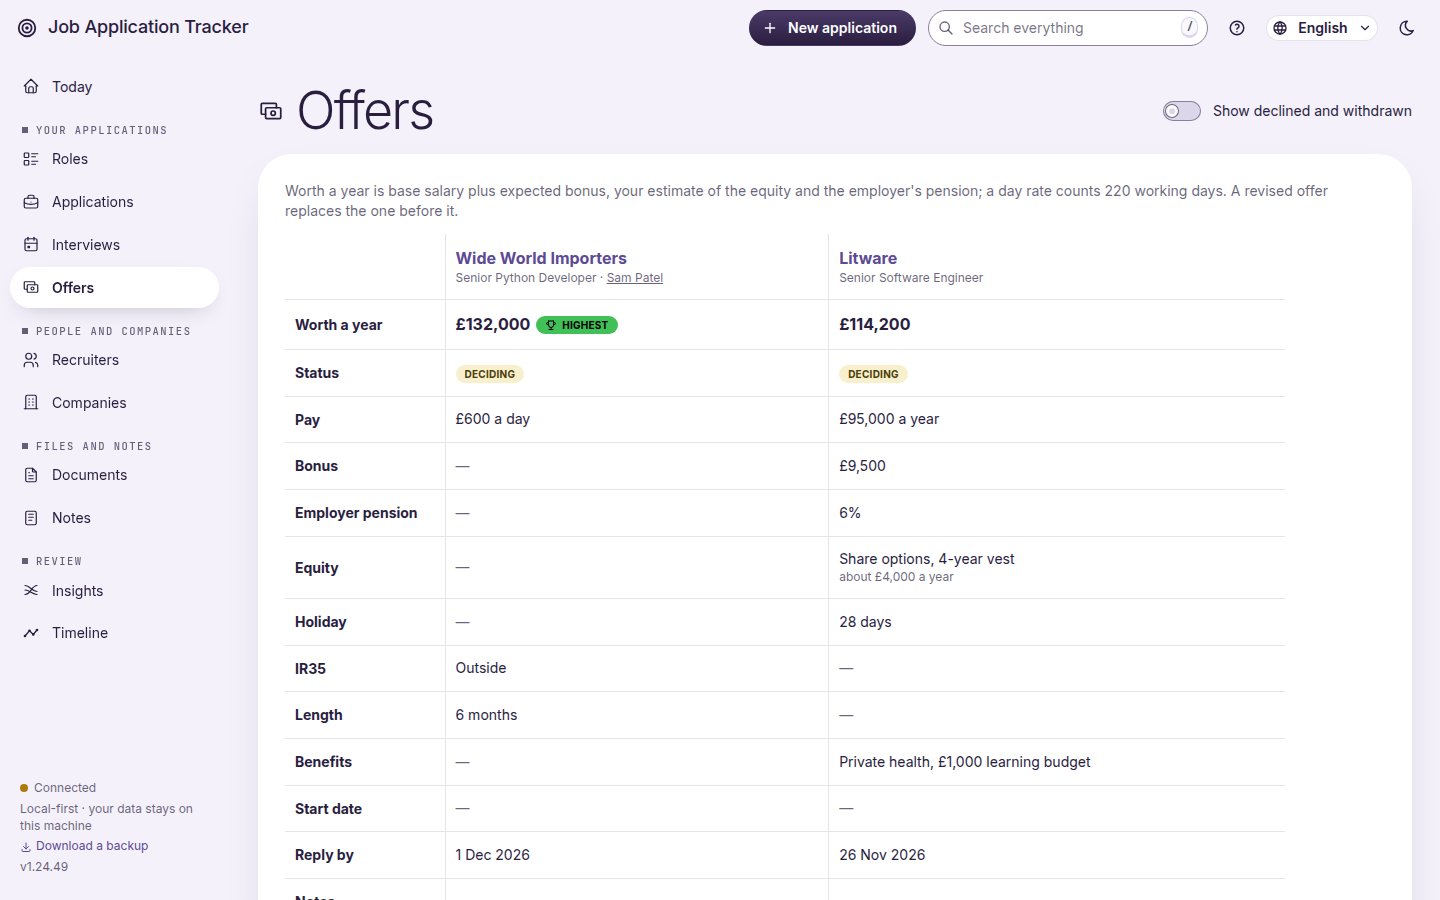 Job Application Tracker
New application
Search everything
/
English
Today
YOUR APPLICATIONS
Roles
Applications
Interviews
Offers
PEOPLE AND COMPANIES
Recruiters
Companies
FILES AND NOTES
Documents
Notes
REVIEW
Insights
Timeline
Connected
Local-first · your data stays on
this machine
Download a backup
v1.24.49
Offers
Show declined and withdrawn
Worth a year is base salary plus expected bonus, your estimate of the equity and the employer's pension; a day rate counts 220 working days. A revised offer
replaces the one before it.
Wide World Importers
Senior Python Developer · Sam Patel
Litware
Senior Software Engineer
Worth a year £132,000 HIGHEST £114,200
Status DECIDING DECIDING
Pay £600 a day £95,000 a year
Bonus — £9,500
Employer pension — 6%
Equity — Share options, 4-year vest
about £4,000 a year
Holiday — 28 days
IR35 Outside —
Length 6 months —
Benefits — Private health, £1,000 learning budget
Start date — —
Reply by 1 Dec 2026 26 Nov 2026
Notes